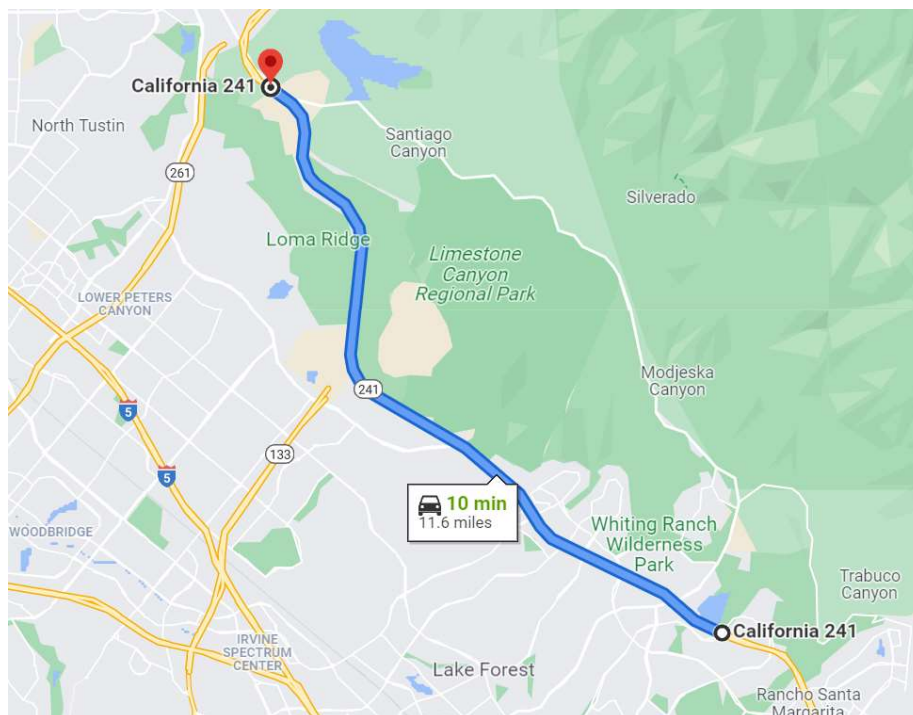 California 241
North Tustin
Santiago
Canyon
261
Silverado
Loma Ridge
Limestone
Canyon
Regional Park
LOWER PETERS
CANYON
Modjeska
Canyon
241
5
133
5
10 min
11.6 miles
WOODBRIDGE
Whiting Ranch
Wilderness
Park
Trabuco
Canyon
California 241
IRVINE
SPECTRUM
CENTER
Lake Forest
Rancho Santa
Margarita